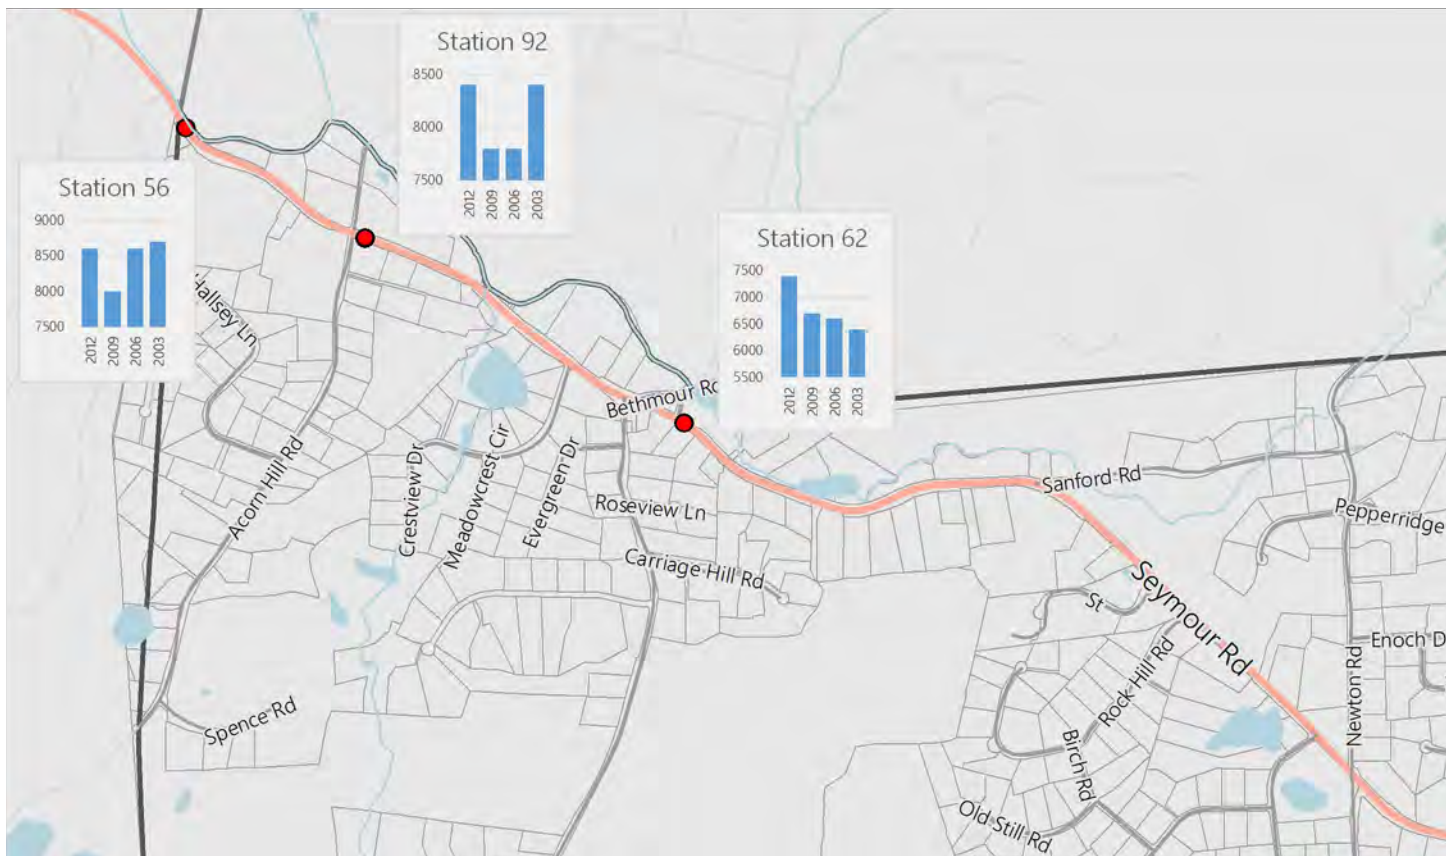 Station 92
8500
8000
7500
2012
2009
2006
2003
Station 56
9000
8500
8000
7500
2012
2009
2006
2003
Station 62
7500
7000
6500
6000
5500
2012
2009
2006
2003
Hallsey Ln
Bethmour Rd
Acorn Hill Rd
Crestview Dr
Meadowcrest Cir
Evergreen Dr
Roseview Ln
Carriage Hill Rd
Spence Rd
Sanford Rd
Pepperridge
Seymour Rd
St
Rock Hill Rd
Birch Rd
Old Still Rd
Newton Rd
Enoch D